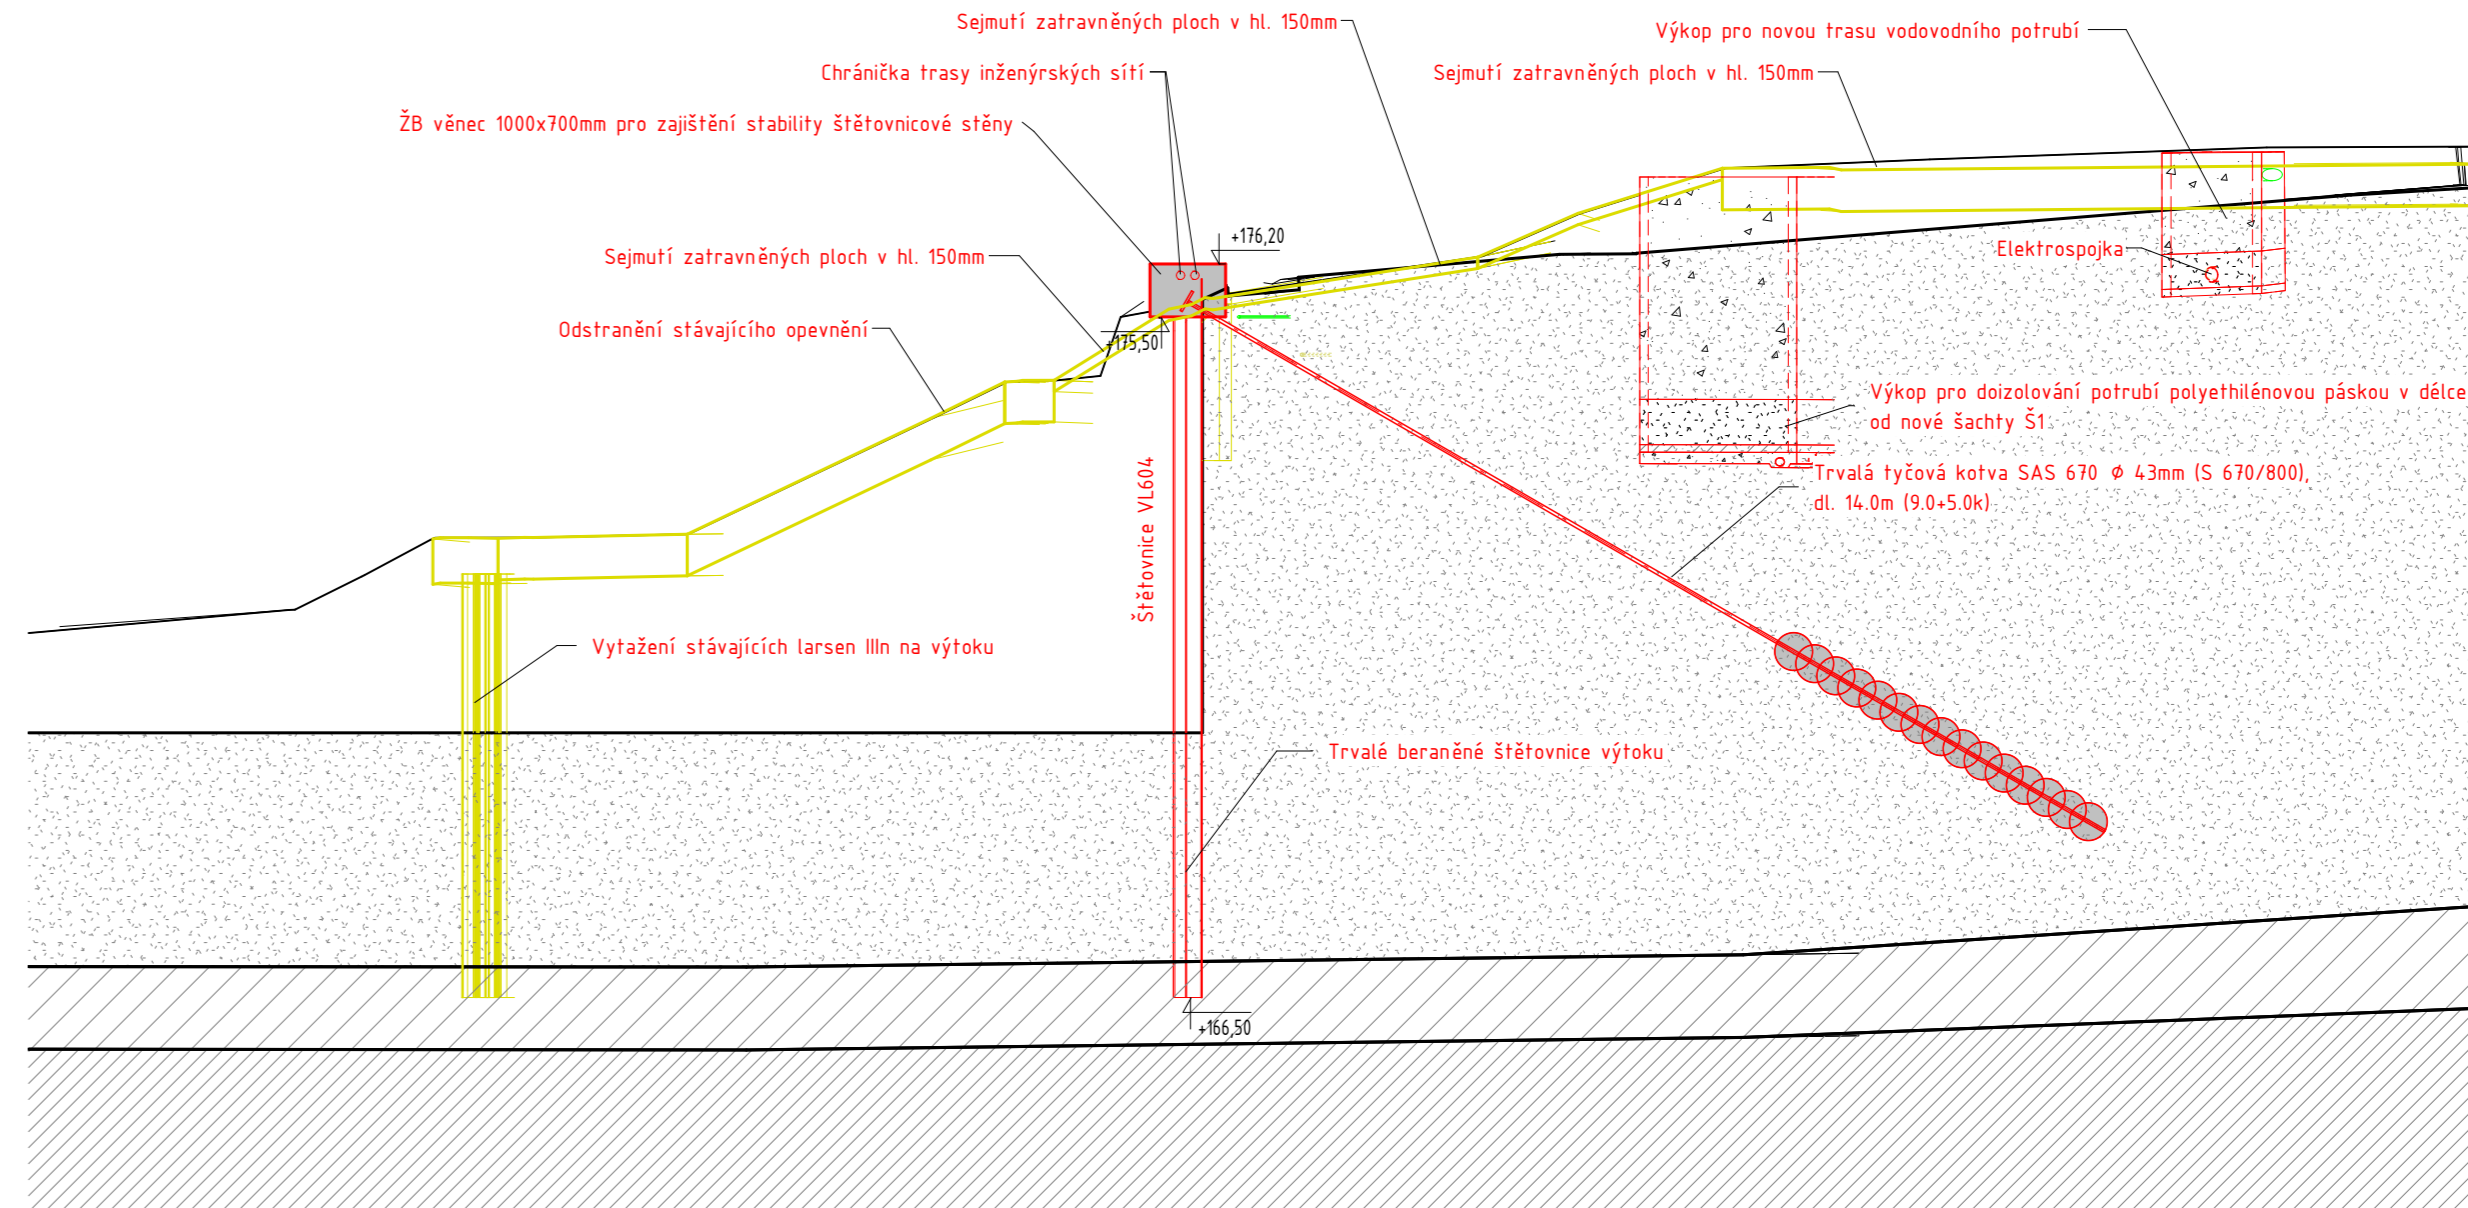 Sejmutí zatravněných ploch v hl. 150mm
Výkop pro novou trasu vodovodního potrubí
Chránička trasy inženýrských sítí
Sejmutí zatravněných ploch v hl. 150mm
ŽB věnec 1000x700mm pro zajištění stability štětovnicové stěny
+176,20
Sejmutí zatravněných ploch v hl. 150mm
Elektrospojka
Odstranění stávajícího opevnění
+175,50
Výkop pro doizolování potrubí polyethilénovou páskou v délce
od nové šachty Š1
Trvalá tyčová kotva SAS 670 Ø 43mm (S 670/800),
dl. 14.0m (9.0+5.0k)
Štětovnice VL604
Vytažení stávajících larsen IIIn na výtoku
Trvalé beraněné štětovnice výtoku
+166,50